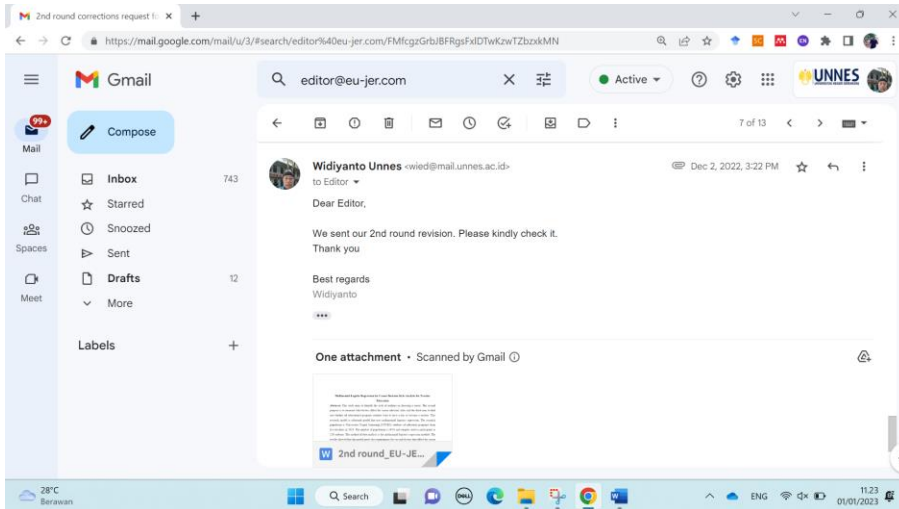 2nd round corrections request fo
https://mail.google.com/mail/u/3/#search/editor%40eu-jer.com/FMfcgzGrbJBFRgsFxlDTwKzwTZbzxkMN
Gmail
editor@eu-jer.com
Active
UNNES
99+
Mail
Compose
7 of 13
Chat
Inbox 743
Starred
Spaces
Snoozed
Sent
Meet
Drafts 12
More
Labels
Widiyanto Unnes <wied@mail.unnes.ac.id>
Dec 2, 2022, 3:22 PM
to Editor
Dear Editor,
We sent our 2nd round revision. Please kindly check it.
Thank you
Best regards
Widiyanto
One attachment • Scanned by Gmail
W 2nd round_EU-JE...
28°C
Berawan
Search
DELL
ENG
11.23
01/01/2023